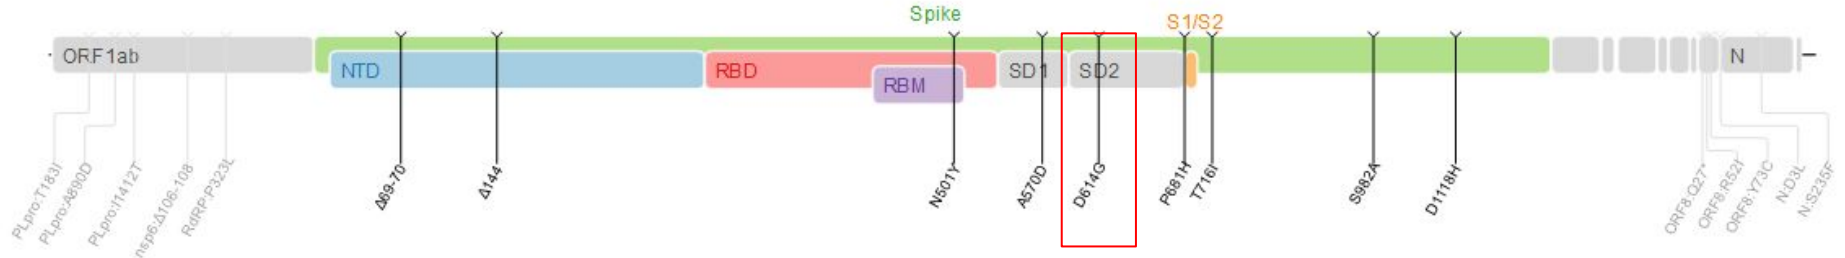 Spike
S1/S2
ORF1ab
NTD
RBD
RBM
SD1
SD2
N
PLpro:T183I
PLpro:A890D
PLpro:I1412T
nsp6:Δ106-108
RdRP:P323L
Δ69-70
Δ144
N501Y
A570D
D614G
P681H
T716I
S982A
D1118H
ORF8:Q27*
ORF8:R52I
ORF8:Y73C
N:D3L
N:S235F